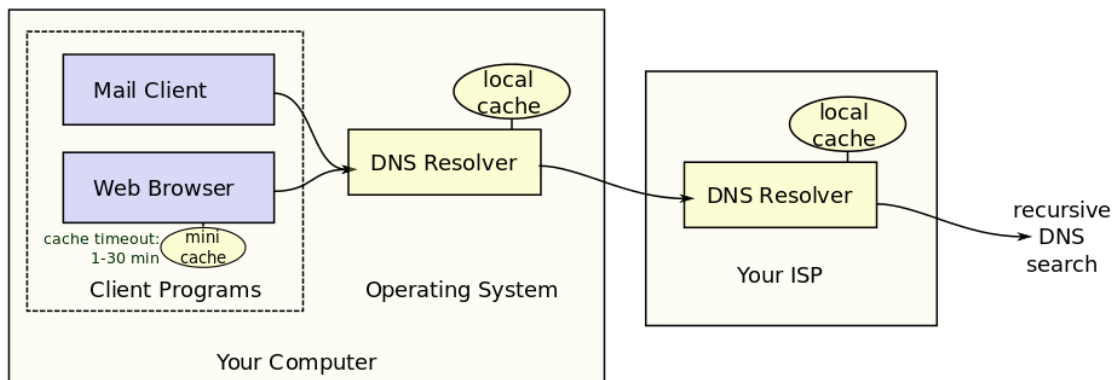 Mail Client
Web Browser
cache timeout:
1-30 min
mini
cache
Client Programs
local
cache
DNS Resolver
Operating System
Your Computer
local
cache
DNS Resolver
Your ISP
recursive
DNS
search